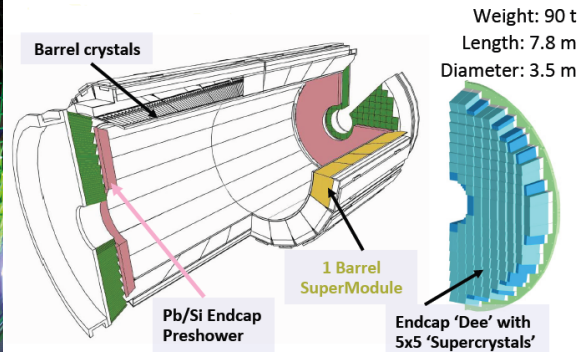 Weight: 90 t
Length: 7.8 m
Diameter: 3.5 m
Barrel crystals
1 Barrel
SuperModule
Pb/Si Endcap
Preshower
Endcap ‘Dee’ with
5x5 ‘Supercrystals’